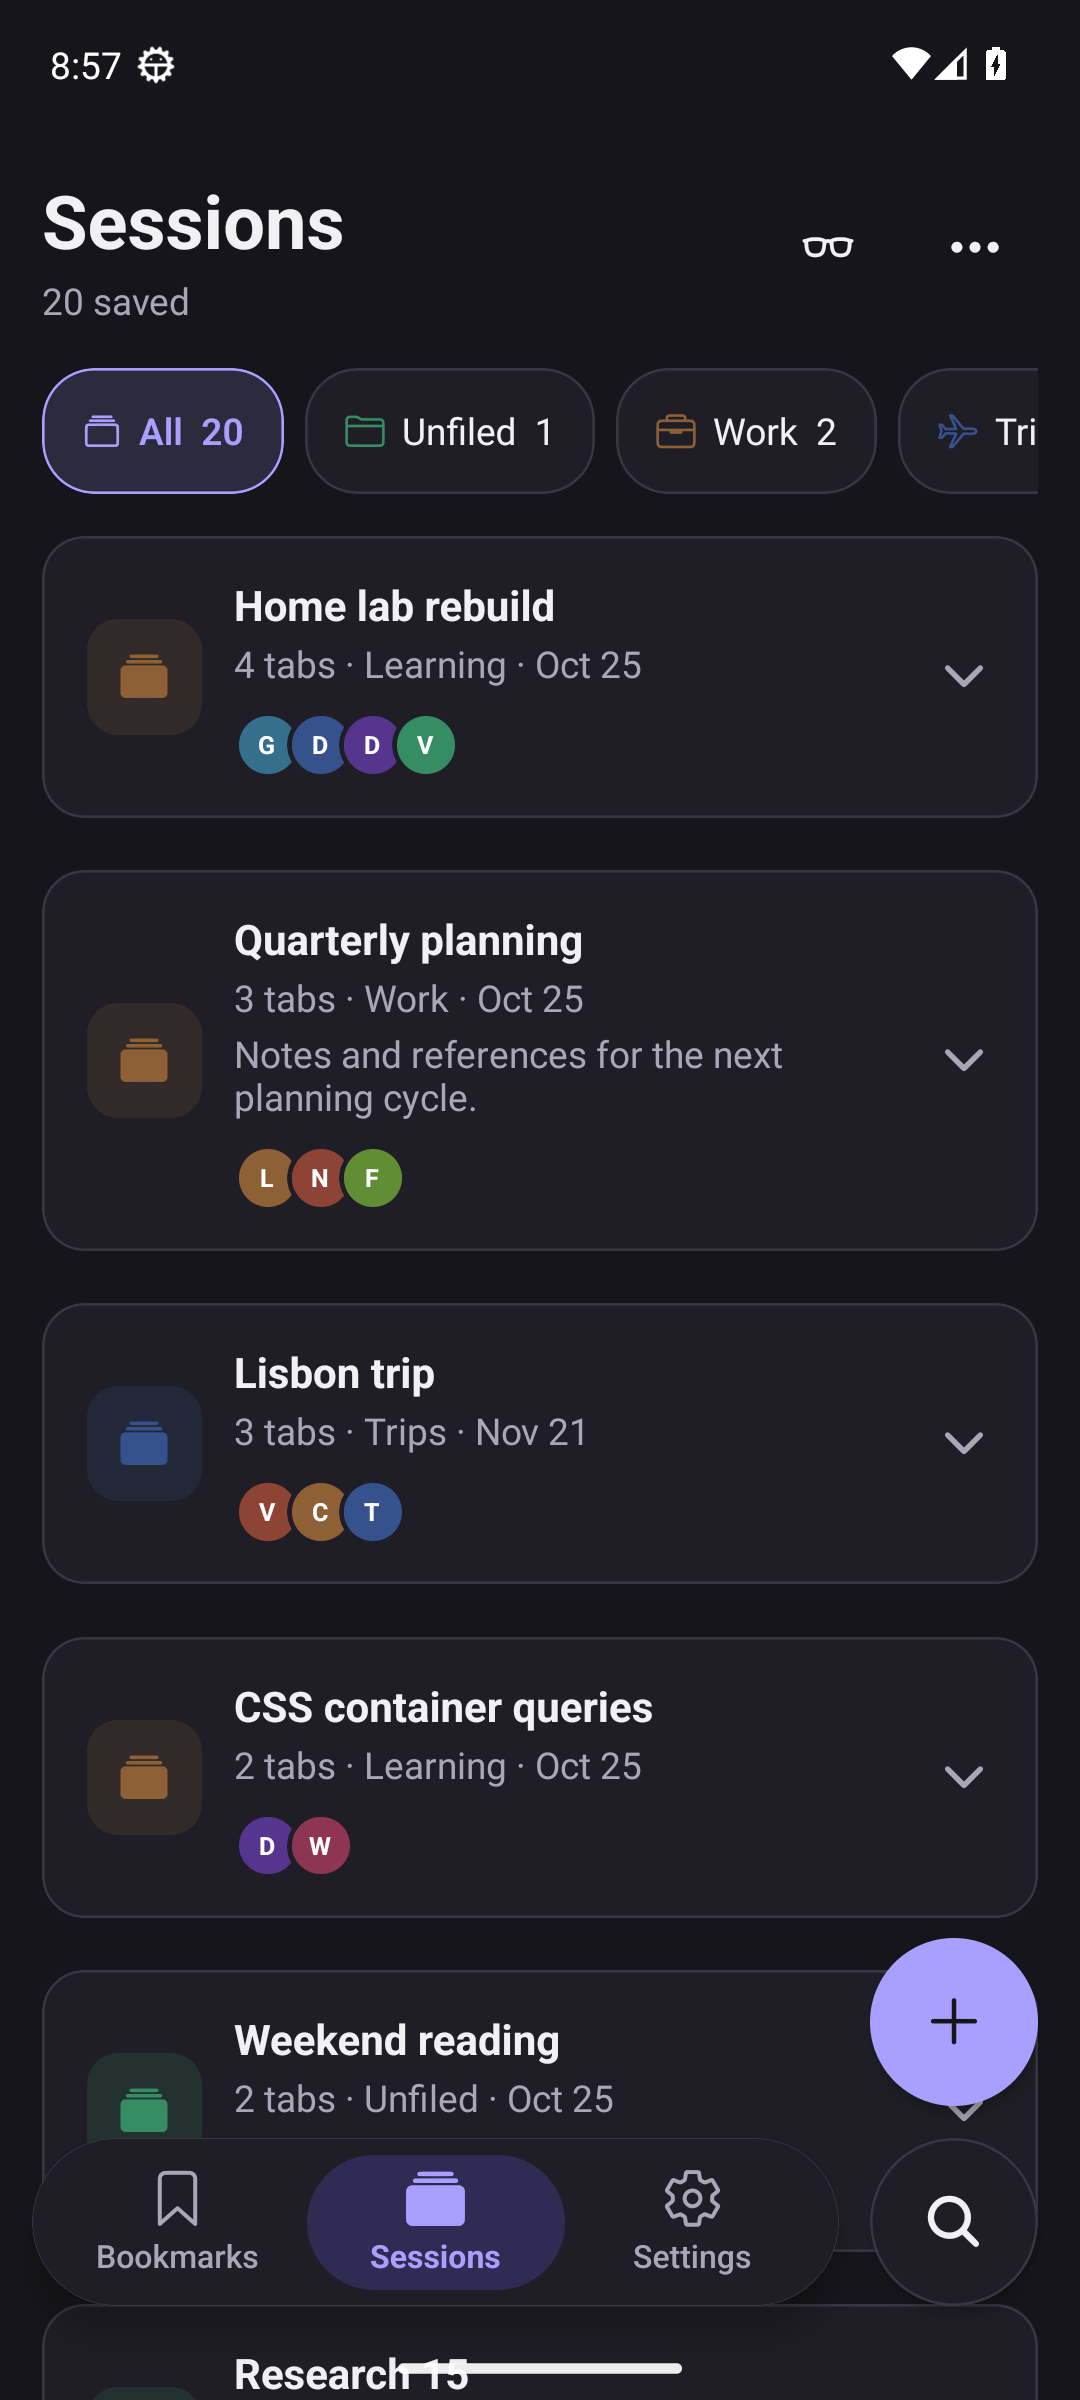 8:57
Sessions
20 saved
All 20
Unfiled 1
Work 2
Tri
Home lab rebuild
4 tabs · Learning · Oct 25
G D D V
Quarterly planning
3 tabs · Work · Oct 25
Notes and references for the next
planning cycle.
L N F
Lisbon trip
3 tabs · Trips · Nov 21
V C T
CSS container queries
2 tabs · Learning · Oct 25
D W
Weekend reading
2 tabs · Unfiled · Oct 25
Bookmarks
Sessions
Settings
Research 15